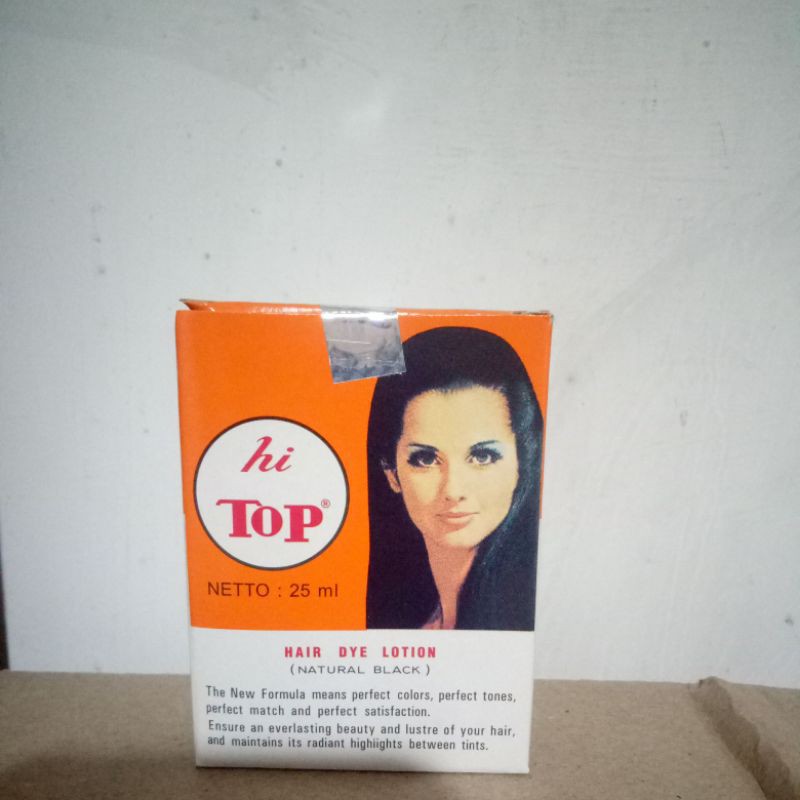 hi
TOP®
NETTO : 25 ml
HAIR DYE LOTION
(NATURAL BLACK)
The New Formula means perfect colors, perfect tones,
perfect match and perfect satisfaction.
Ensure an everlasting beauty and lustre of your hair,
and maintains its radiant highiights between tints.